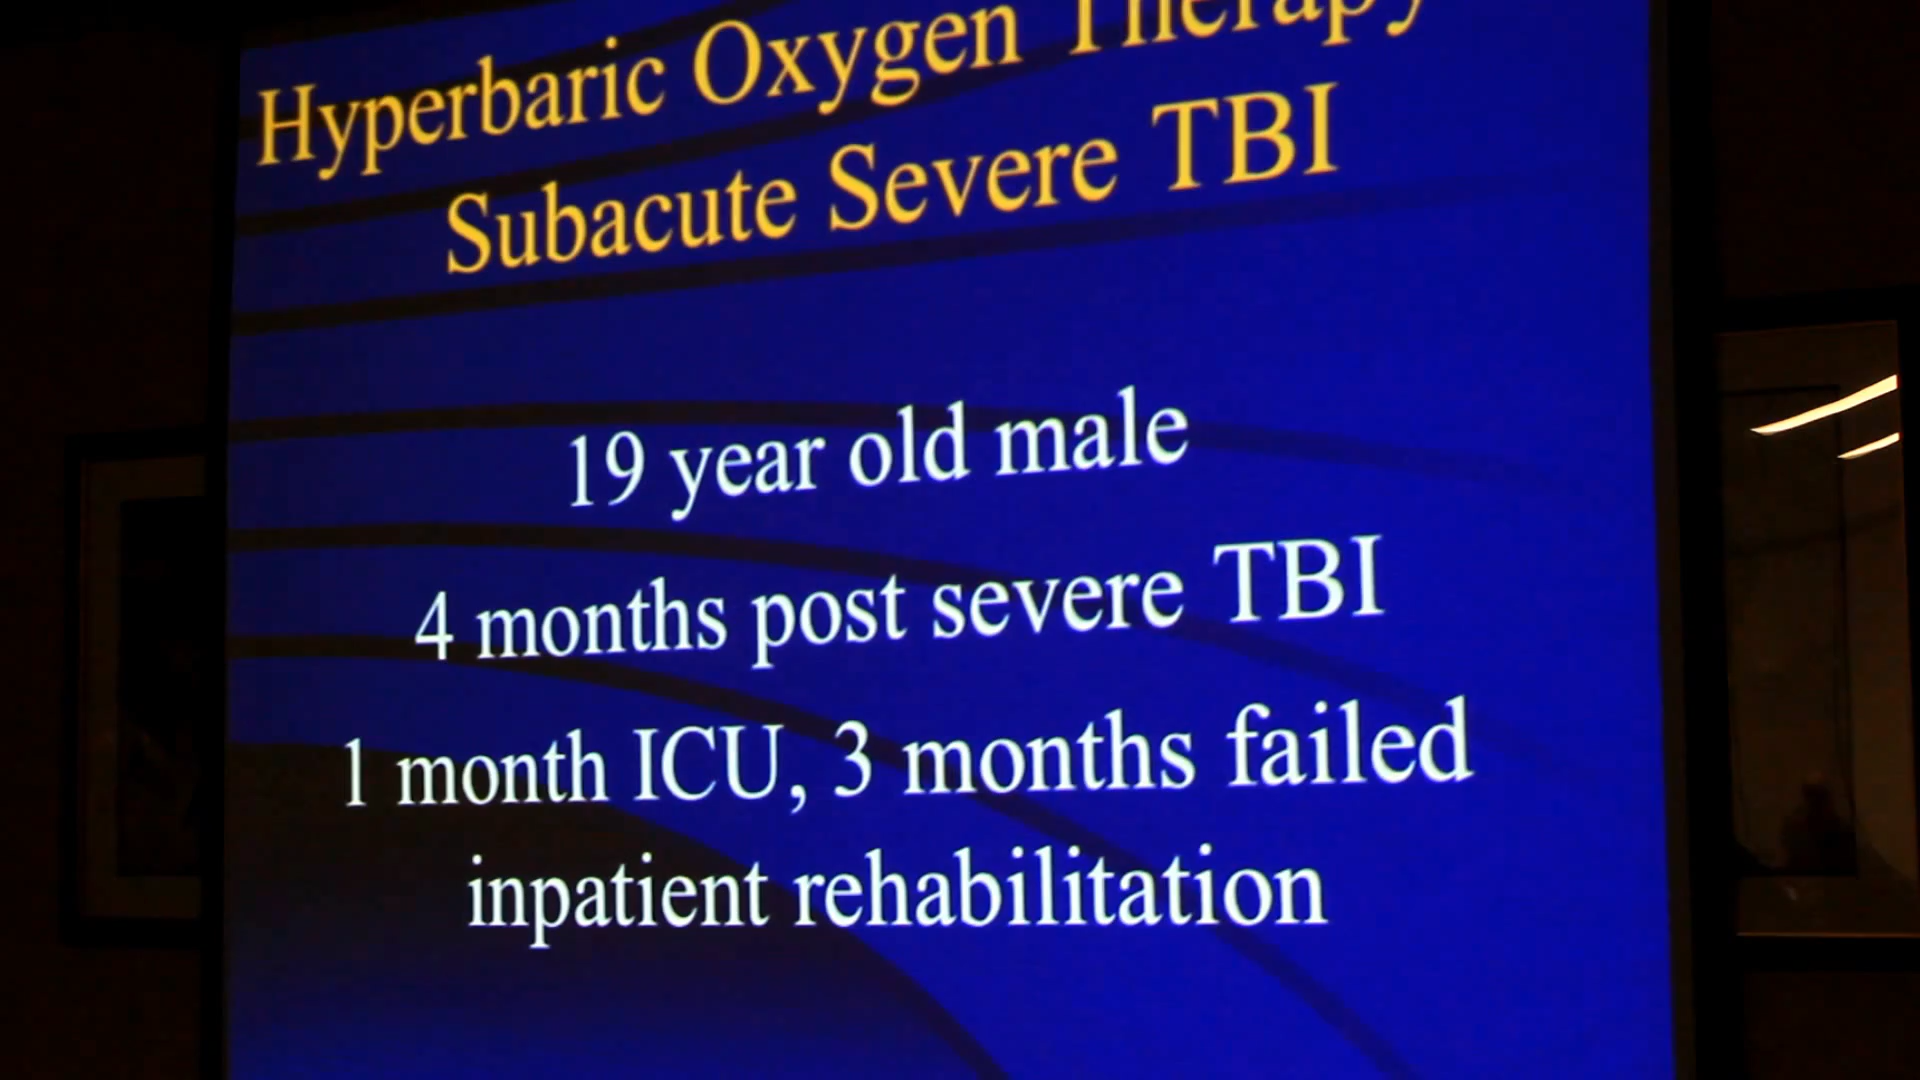 Hyperbaric Oxygen Therapy
Subacute Severe TBI
19 year old male
4 months post severe TBI
1 month ICU, 3 months failed
inpatient rehabilitation